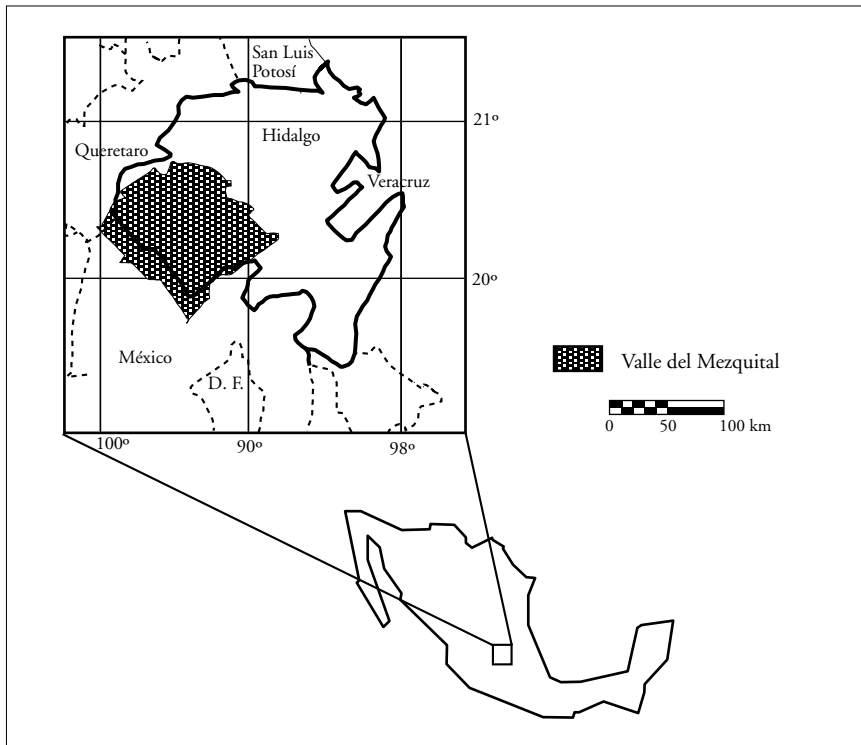 San Luis
Potosí
21º
Hidalgo
Queretaro
Veracruz
20º
México
Valle del Mezquital
D. F.
0 50 100 km
100º 90º 98º